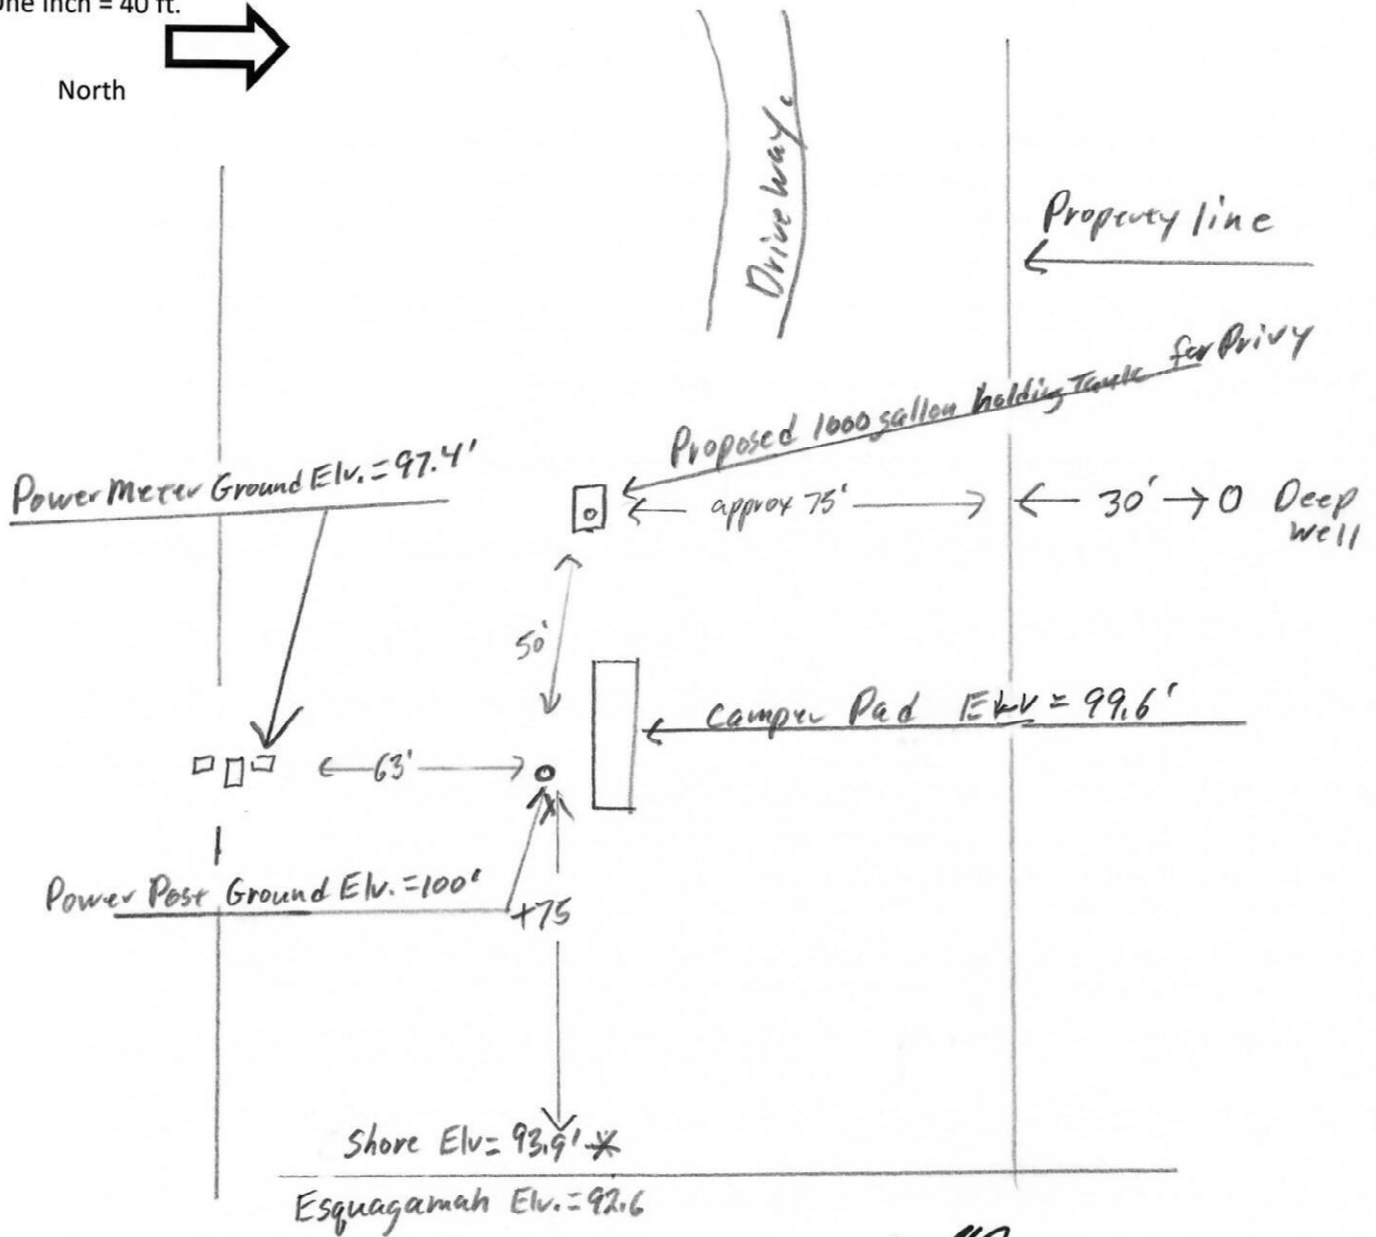 One inch = 40 ft.
North
Driveway
Property line
Proposed 1000 gallon holding Tank for Privy
Power Meter Ground Elv. = 97.4'
approx 75'
30'
Deep
well
50'
Camper Pad Elv = 99.6'
63'
Power Post Ground Elv. = 100'
+75
Shore Elv = 93.9'
Esquagamah Elv. = 92.6